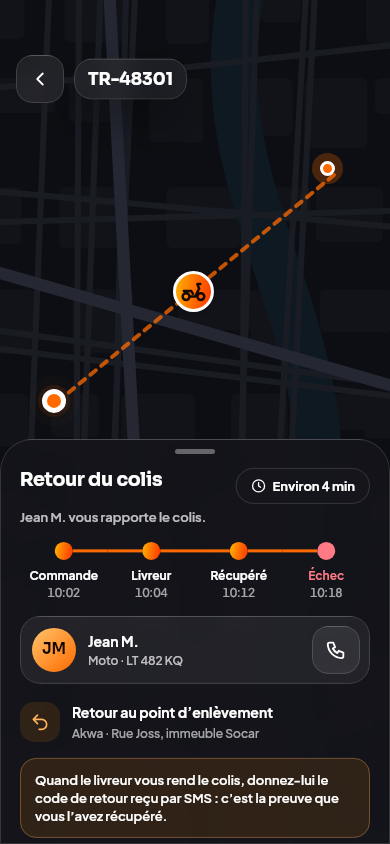 TR-48301
Retour du colis
Environ 4 min
Jean M. vous rapporte le colis.
Commande Livreur Récupéré Échec
10:02 10:04 10:12 10:18
JM
Jean M.
Moto · LT 482 KQ
Retour au point d’enlèvement
Akwa · Rue Joss, immeuble Socar
Quand le livreur vous rend le colis, donnez-lui le
code de retour reçu par SMS : c’est la preuve que
vous l’avez récupéré.